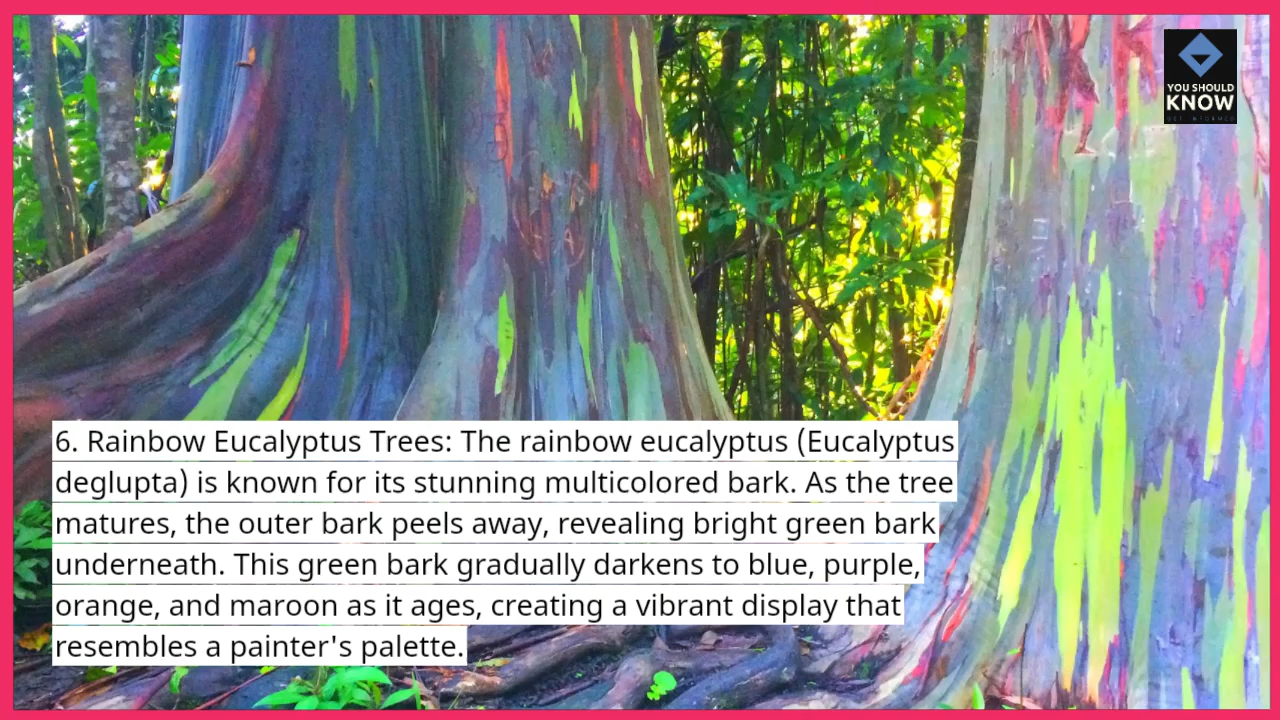 YOU SHOULD
KNOW
GET INFORMED
6. Rainbow Eucalyptus Trees: The rainbow eucalyptus (Eucalyptus
deglupta) is known for its stunning multicolored bark. As the tree
matures, the outer bark peels away, revealing bright green bark
underneath. This green bark gradually darkens to blue, purple,
orange, and maroon as it ages, creating a vibrant display that
resembles a painter's palette.